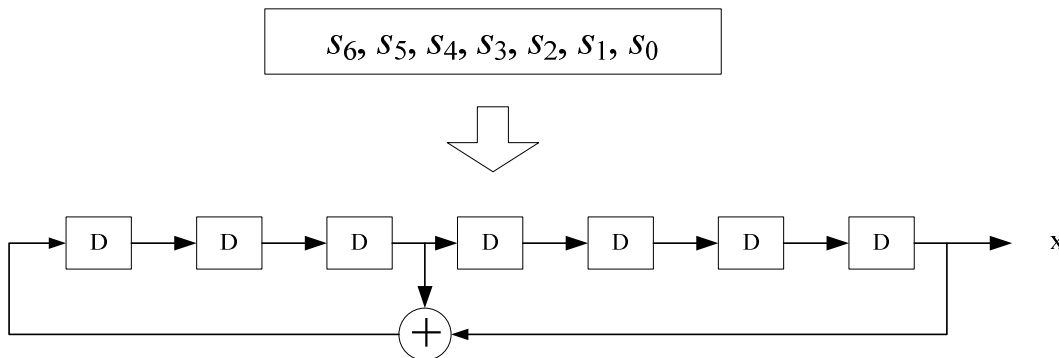 s₆, s₅, s₄, s₃, s₂, s₁, s₀
D D D D D D D x
+